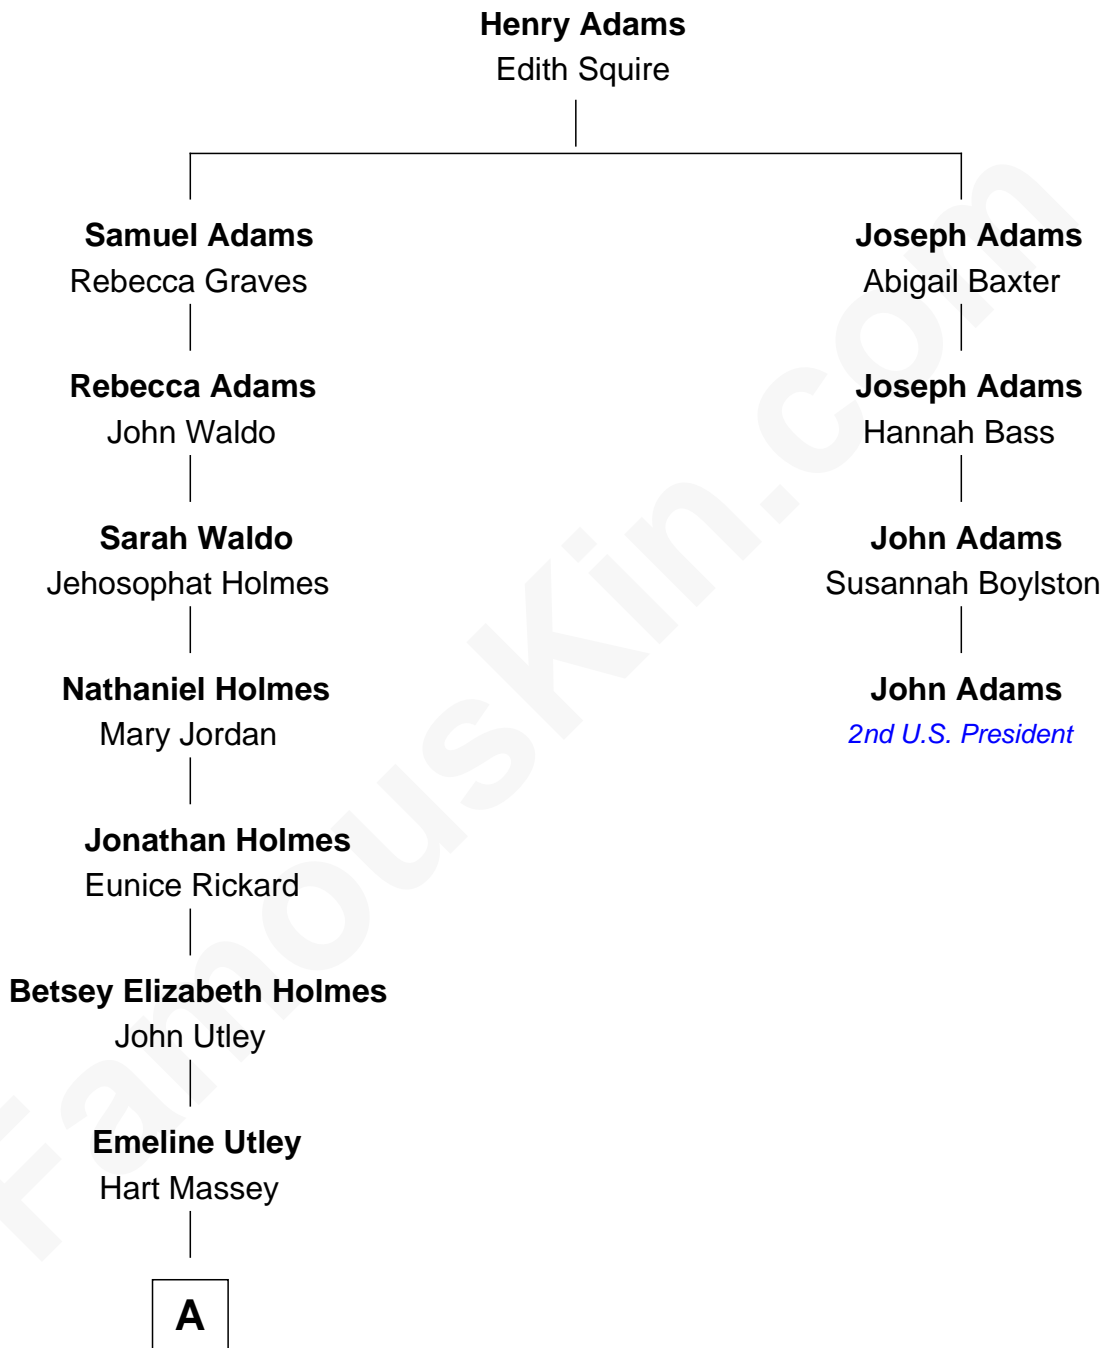 Henry Adams
Edith Squire
Samuel Adams
Rebecca Graves
Joseph Adams
Abigail Baxter
Rebecca Adams
John Waldo
Joseph Adams
Hannah Bass
Sarah Waldo
Jehosophat Holmes
John Adams
Susannah Boylston
Nathaniel Holmes
Mary Jordan
John Adams
2nd U.S. President
Jonathan Holmes
Eunice Rickard
Betsey Elizabeth Holmes
John Utley
Emeline Utley
Hart Massey
A
FamousKin.com